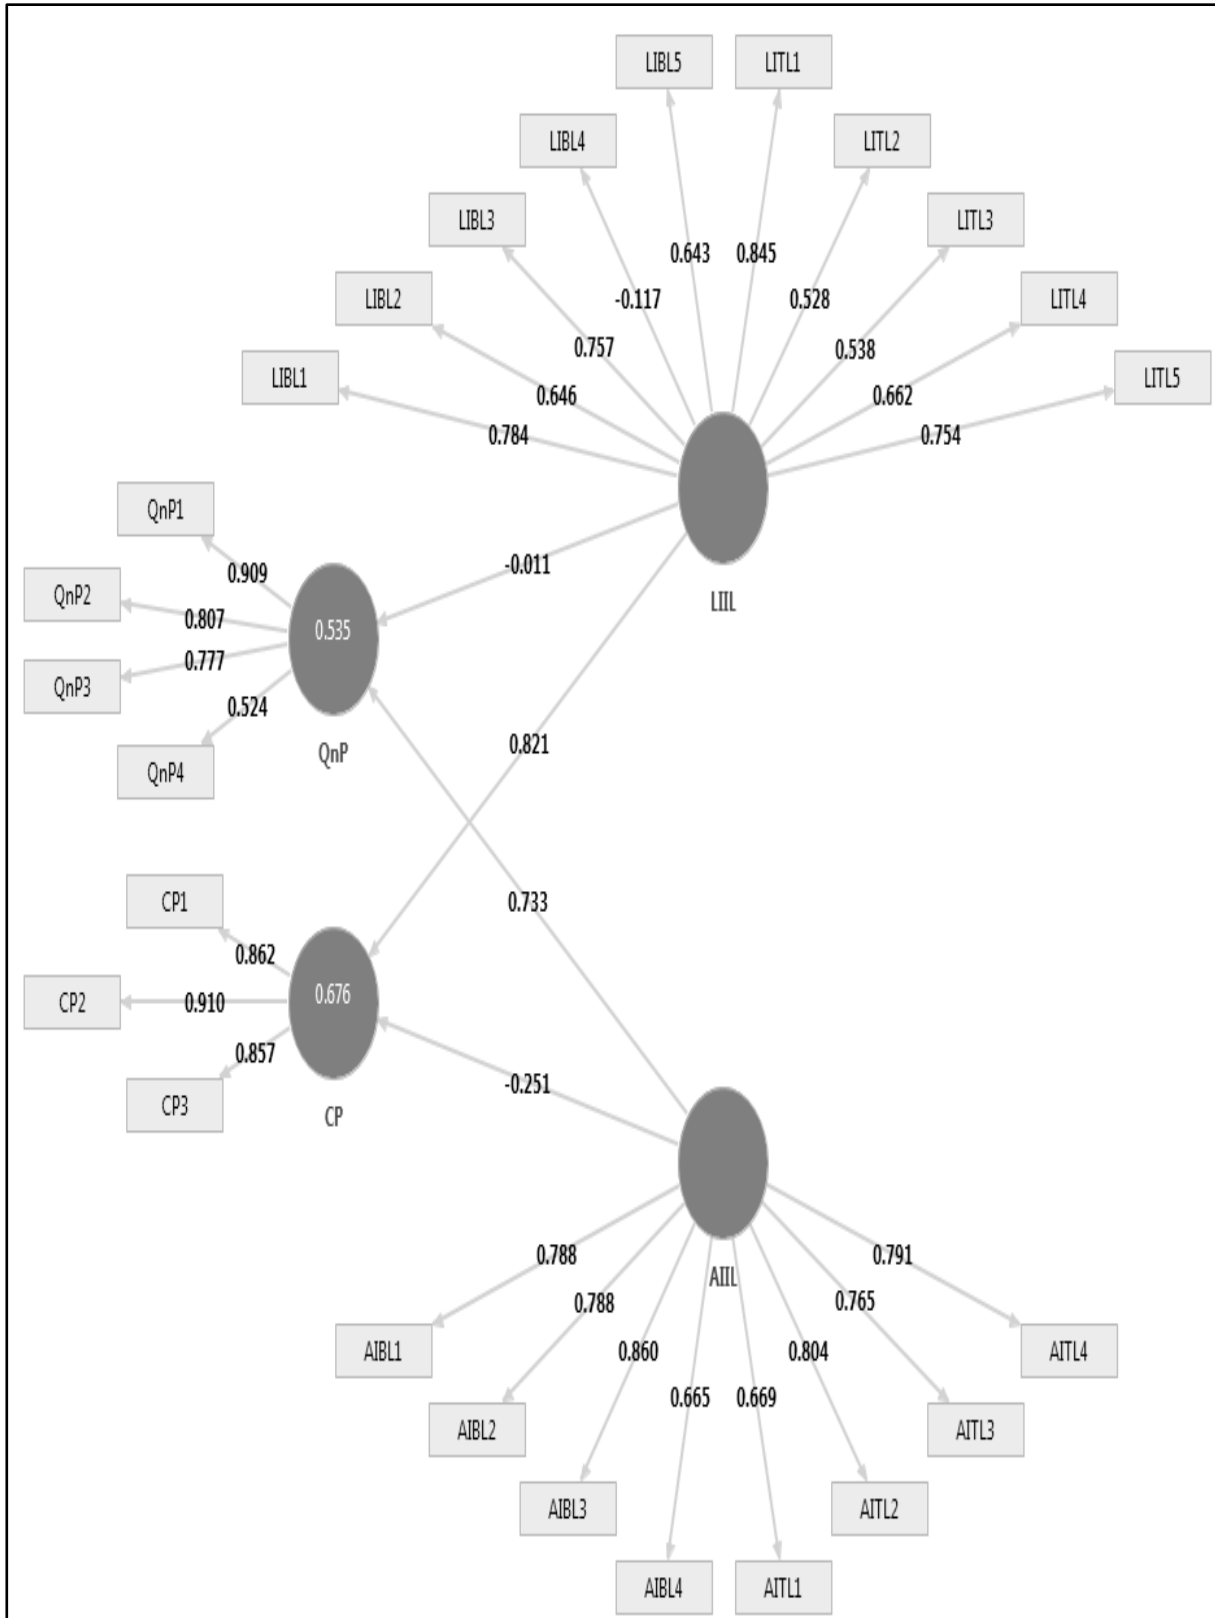 LIBL5 LITL1
LIBL4 LITL2
LIBL3 LITL3
LIBL2 LITL4
LIBL1 LITL5
0.643 0.845
-0.117 0.528
0.757 0.538
0.646 0.662
0.784 0.754
LIIL
QnP1
QnP2
QnP3
QnP4
0.909
0.807
0.777
0.524
0.535
QnP
-0.011
0.821
0.733
-0.251
CP1
CP2
CP3
0.862
0.910
0.857
0.676
CP
AIIL
0.788 0.791
0.788 0.765
0.860 0.804
0.665 0.669
AIBL1 AITL4
AIBL2 AITL3
AIBL3 AITL2
AIBL4 AITL1